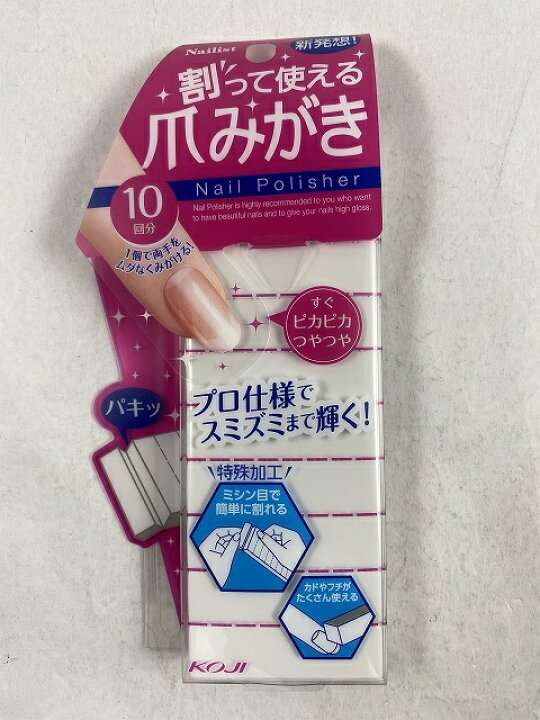 Nailist
新発想!
割って使える
爪みがき
Nail Polisher
Nail Polisher is highly recommended to you who want
to have beautiful nails and to give your nails high gloss.
10
回分
1個で両手を
ムダなくみがける!
すぐ
ピカピカ
つやつや
パキッ
プロ仕様で
スミズミまで輝く!
特殊加工
ミシン目で
簡単に割れる
カドやフチが
たくさん使える
KOJI